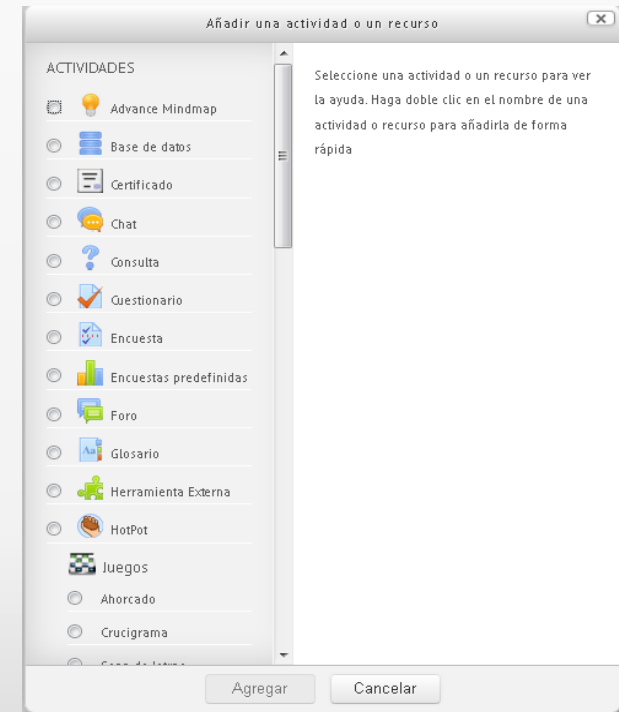 Añadir una actividad o un recurso
ACTIVIDADES
Advance Mindmap
Base de datos
Certificado
Chat
Consulta
Cuestionario
Encuesta
Encuestas predefinidas
Foro
Glosario
Herramienta Externa
HotPot
Juegos
Ahorcado
Crucigrama
Seleccione una actividad o un recurso para ver
la ayuda. Haga doble clic en el nombre de una
actividad o recurso para añadirla de forma
rápida
Agregar
Cancelar